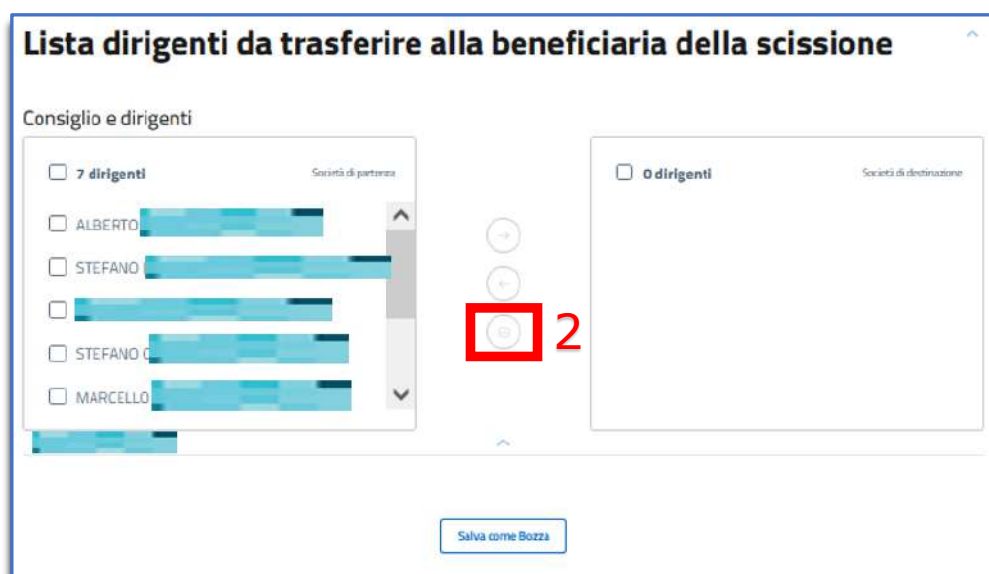 Lista dirigenti da trasferire alla beneficiaria della scissione
Consiglio e dirigenti
7 dirigenti
Società di partenza
ALBERTO
STEFANO
STEFANO
MARCELLO
2
0 dirigenti
Società di destinazione
Salva come Bozza